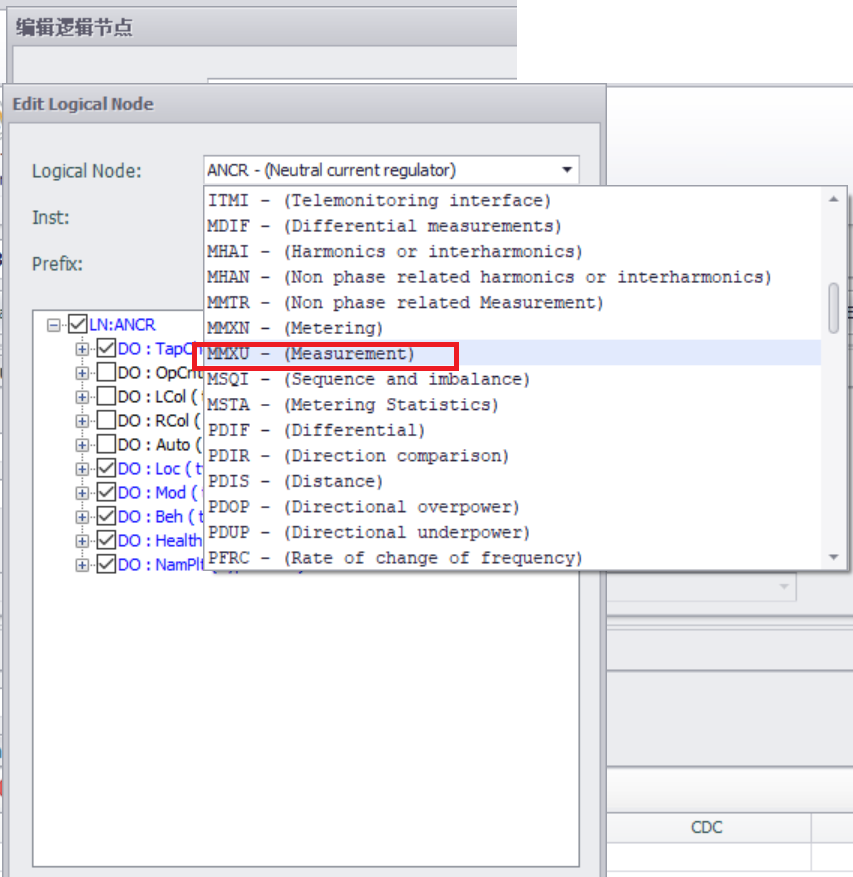 编辑逻辑节点
Edit Logical Node
Logical Node:
ANCR - (Neutral current regulator)
Inst:
Prefix:
ITMI - (Telemonitoring interface)
MDIF - (Differential measurements)
MHAI - (Harmonics or interharmonics)
MHAN - (Non phase related harmonics or interharmonics)
MMTR - (Non phase related Measurement)
MMXN - (Metering)
MMXU - (Measurement)
MSQI - (Sequence and imbalance)
MSTA - (Metering Statistics)
PDIF - (Differential)
PDIR - (Direction comparison)
PDIS - (Distance)
PDOP - (Directional overpower)
PDUP - (Directional underpower)
PFRC - (Rate of change of frequency)
LN:ANCR
DO : TapC
DO : OpCnt
DO : LCol (
DO : RCol (
DO : Auto (
DO : Loc (
DO : Mod (
DO : Beh (
DO : Health
DO : NamPlt
CDC